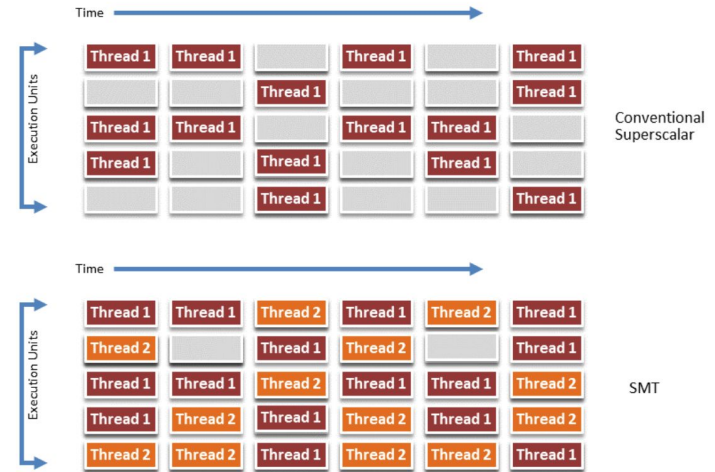 Time
Execution Units
Thread 1 Thread 1 Thread 1 Thread 1
Thread 1 Thread 1
Thread 1 Thread 1 Thread 1 Thread 1
Thread 1 Thread 1 Thread 1
Thread 1 Thread 1
Conventional
Superscalar
Time
Execution Units
Thread 1 Thread 1 Thread 2 Thread 1 Thread 2 Thread 1
Thread 2 Thread 1 Thread 2 Thread 1
Thread 1 Thread 1 Thread 2 Thread 1 Thread 1 Thread 2
Thread 1 Thread 2 Thread 1 Thread 2 Thread 1 Thread 2
Thread 2 Thread 2 Thread 1 Thread 2 Thread 2 Thread 1
SMT